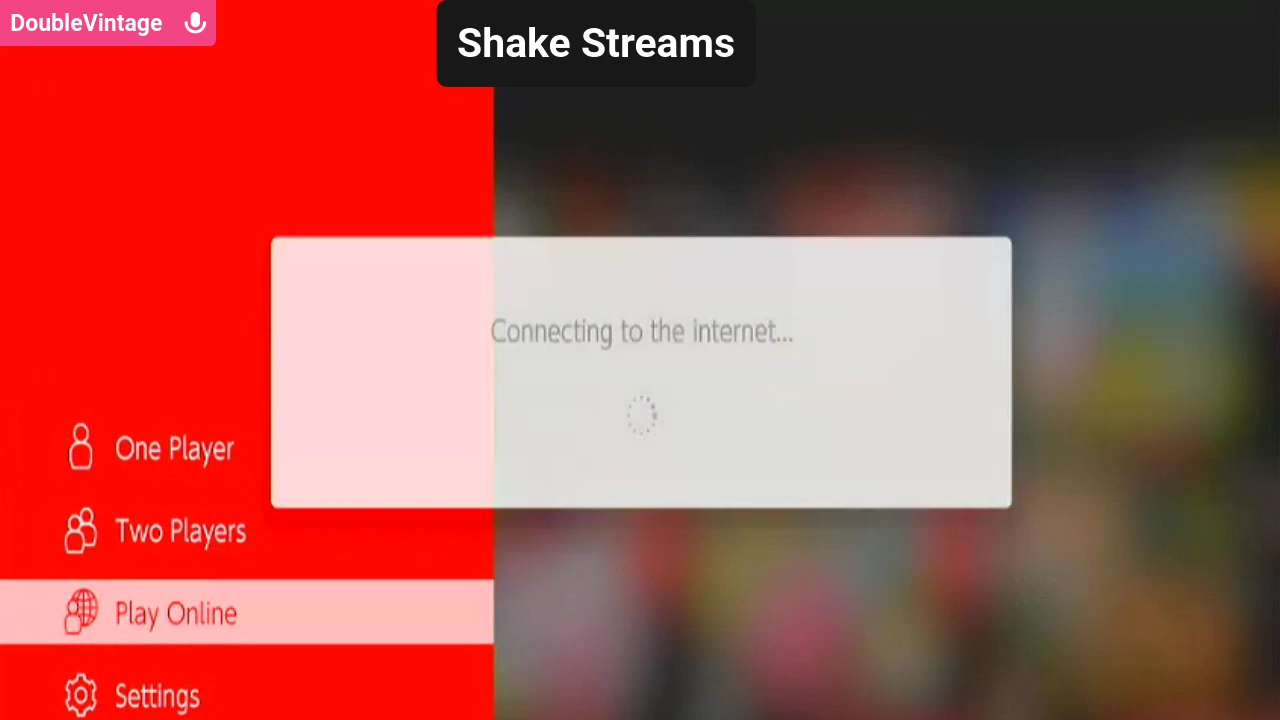 DoubleVintage
Shake Streams
Connecting to the internet...
One Player
Two Players
Play Online
Settings